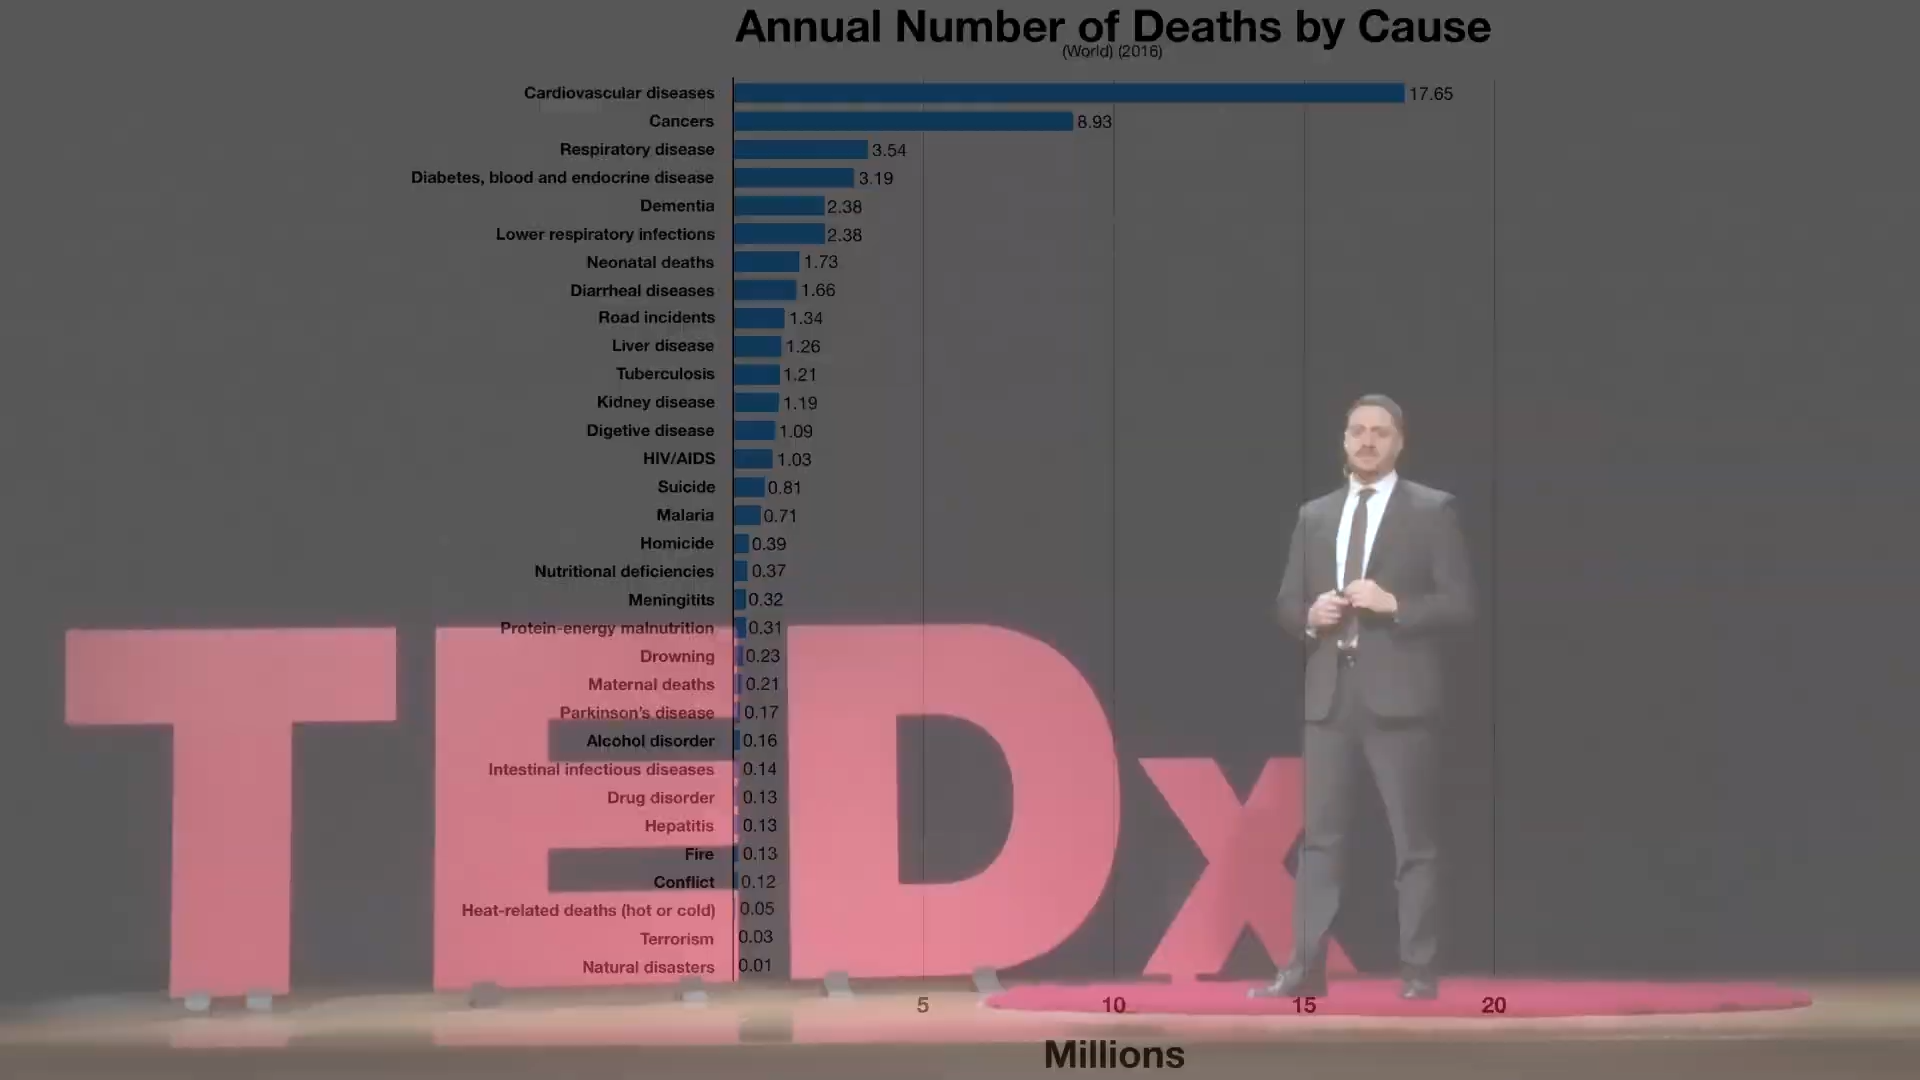 Annual Number of Deaths by Cause
(World) (2016)
Cardiovascular diseases 17.65
Cancers 8.93
Respiratory disease 3.54
Diabetes, blood and endocrine disease 3.19
Dementia 2.38
Lower respiratory infections 2.38
Neonatal deaths 1.73
Diarrheal diseases 1.66
Road incidents 1.34
Liver disease 1.26
Tuberculosis 1.21
Kidney disease 1.19
Digetive disease 1.09
HIV/AIDS 1.03
Suicide 0.81
Malaria 0.71
Homicide 0.39
Nutritional deficiencies 0.37
Meningitits 0.32
Protein-energy malnutrition 0.31
Drowning 0.23
Maternal deaths 0.21
Parkinson's disease 0.17
Alcohol disorder 0.16
Intestinal infectious diseases 0.14
Drug disorder 0.13
Hepatitis 0.13
Fire 0.13
Conflict 0.12
Heat-related deaths (hot or cold) 0.05
Terrorism 0.03
Natural disasters 0.01
5 10 15 20
Millions
TEDx